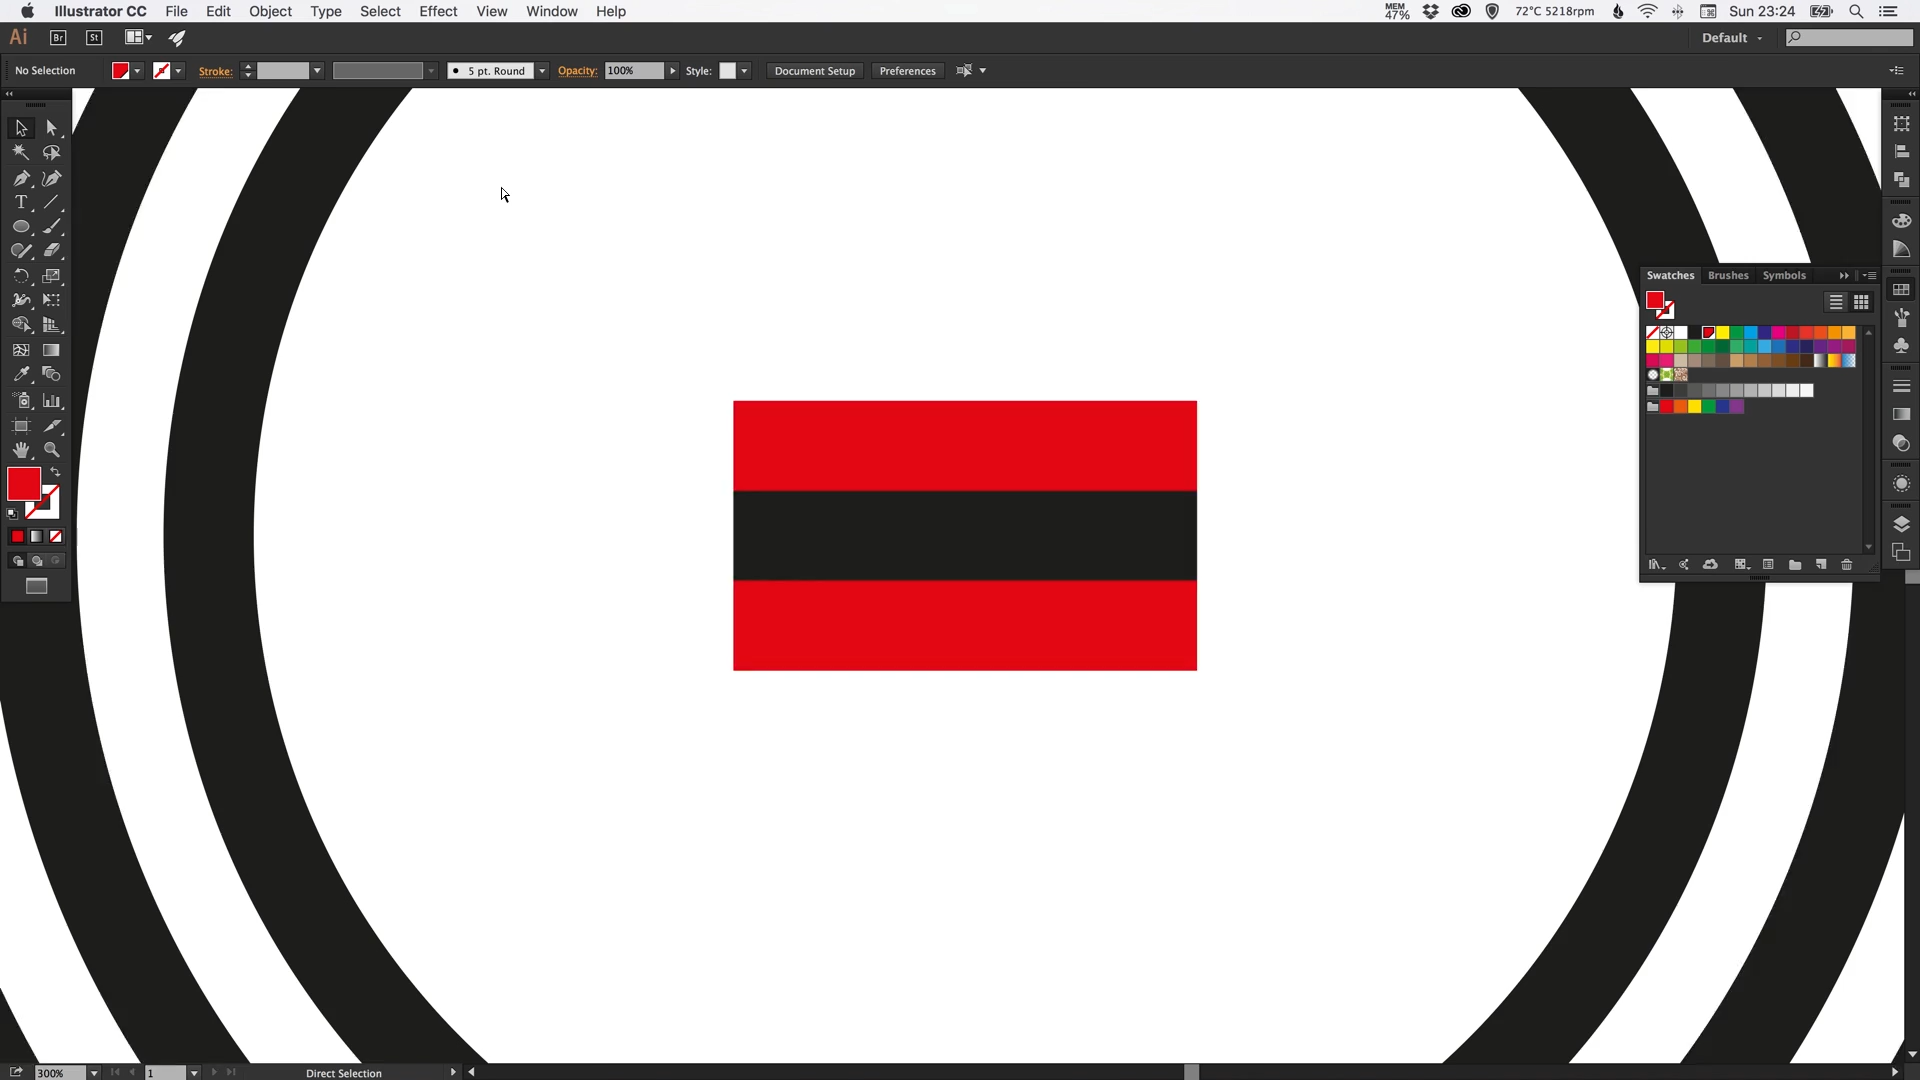 Illustrator CC File Edit Object Type Select Effect View Window Help MEM 47% 72°C 5218rpm Sun 23:24
Ai Br St Default
No Selection Stroke: 5 pt. Round Opacity: 100% Style: Document Setup Preferences
T
Swatches Brushes Symbols
300% 1 Direct Selection